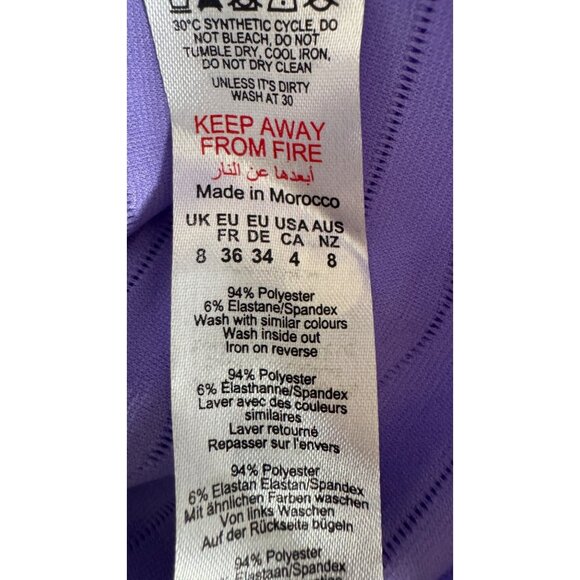 30°C SYNTHETIC CYCLE, DO
NOT BLEACH, DO NOT
TUMBLE DRY, COOL IRON,
DO NOT DRY CLEAN
UNLESS IT'S DIRTY
WASH AT 30
KEEP AWAY
FROM FIRE
أبعدها عن النار
Made in Morocco
UK EU EU USA AUS
FR DE CA NZ
8 36 34 4 8
94% Polyester
6% Elastane/Spandex
Wash with similar colours
Wash inside out
Iron on reverse
94% Polyester
6% Elasthanne/Spandex
Laver avec des couleurs
similaires
Laver retourné
Repasser sur l'envers
94% Polyester
6% Elastan Elastan/Spandex
Mit ähnlichen Farben waschen
Von links Waschen
Auf der Rückseite bügeln
94% Polyester